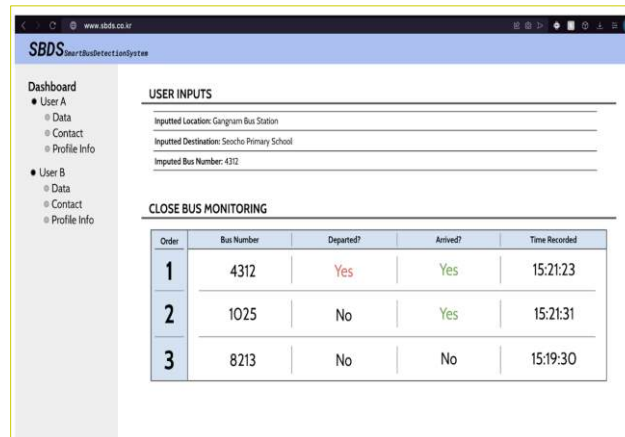 www.sbds.co.kr
SBDS SmartBusDetectionSystem
Dashboard
User A
Data
Contact
Profile Info
User B
Data
Contact
Profile Info
USER INPUTS
Inputted Location: Gangnam Bus Station
Inputted Destination: Seocho Primary School
Imputed Bus Number: 4312
CLOSE BUS MONITORING
Order Bus Number Departed? Arrived? Time Recorded
1 4312 Yes Yes 15:21:23
2 1025 No Yes 15:21:31
3 8213 No No 15:19:30